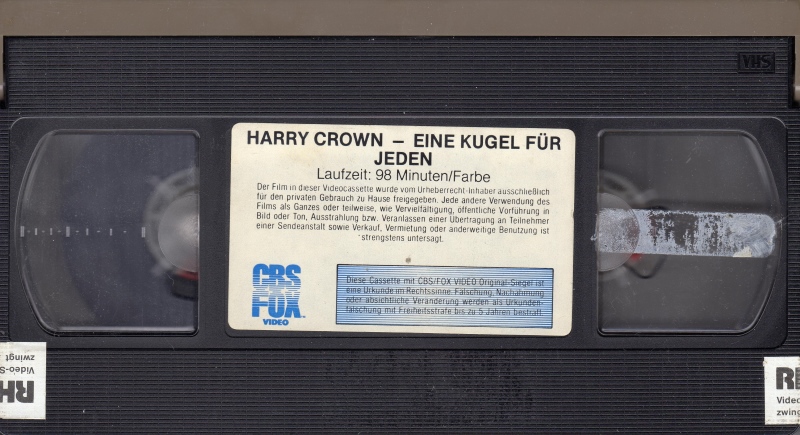 VHS
HARRY CROWN – EINE KUGEL FÜR
JEDEN
Laufzeit: 98 Minuten/Farbe
Der Film in dieser Videocassette wurde vom Urheberrecht-Inhaber ausschließlich
für den privaten Gebrauch zu Hause freigegeben. Jede andere Verwendung des
Films als Ganzes oder teilweise, wie Vervielfältigung, öffentliche Vorführung in
Bild oder Ton, Ausstrahlung bzw. Veranlassen einer Übertragung an Teilnehmer
einer Sendeanstalt sowie Verkauf, Vermietung oder anderweitige Benutzung ist
strengstens untersagt.
CBS
FOX
VIDEO
Diese Cassette mit CBS/FOX VIDEO Original-Siegel ist
eine Urkunde im Rechtssinne. Fälschung, Nachahmung
oder absichtliche Veränderung werden als Urkunden-
fälschung mit Freiheitsstrafe bis zu 5 Jahren bestraft.
RH
Video-S
zwingt
R
Video
zwing